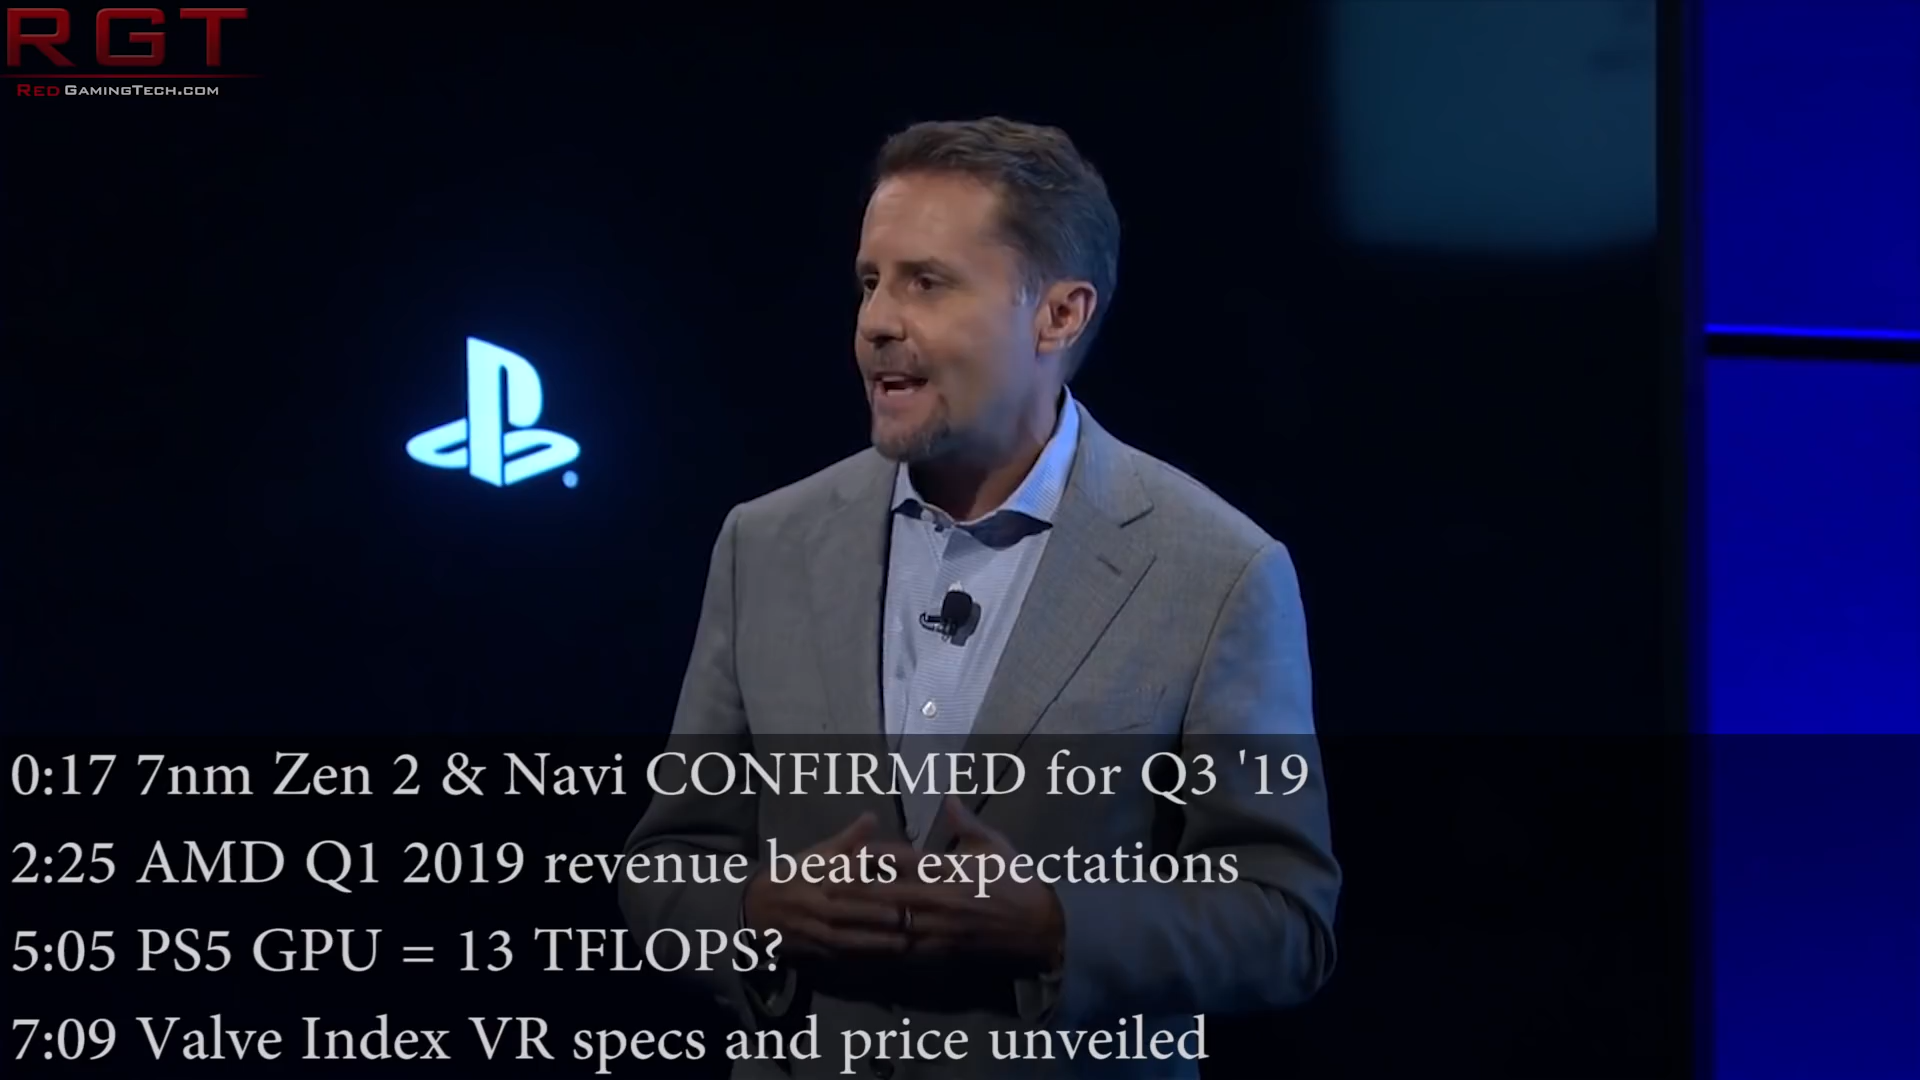 RGT
RedGamingTech.com
0:17 7nm Zen 2 & Navi CONFIRMED for Q3 '19
2:25 AMD Q1 2019 revenue beats expectations
5:05 PS5 GPU = 13 TFLOPS?
7:09 Valve Index VR specs and price unveiled